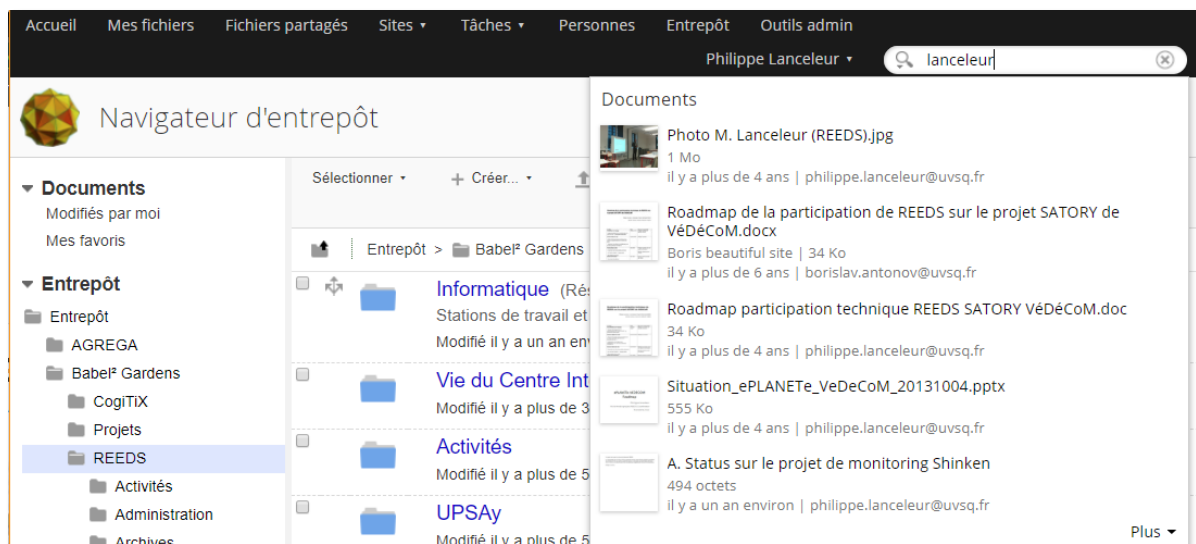 Accueil Mes fichiers Fichiers partagés Sites Tâches Personnes Entrepôt Outils admin
Philippe Lanceleur lanceleur
Navigateur d'entrepôt
Documents
Modifiés par moi
Mes favoris
Entrepôt
Entrepôt
AGREGA
Babel² Gardens
CogiTiX
Projets
REEDS
Activités
Administration
Archives
Sélectionner + Créer...
Entrepôt > Babel² Gardens
Informatique (Rés
Stations de travail et
Modifié il y a un an en
Vie du Centre Int
Modifié il y a plus de 3
Activités
Modifié il y a plus de 5
UPSAy
Modifié il y a plus de 5
Documents
Photo M. Lanceleur (REEDS).jpg
1 Mo
il y a plus de 4 ans | philippe.lanceleur@uvsq.fr
Roadmap de la participation de REEDS sur le projet SATORY de
VéDéCoM.docx
Boris beautiful site | 34 Ko
il y a plus de 6 ans | borislav.antonov@uvsq.fr
Roadmap participation technique REEDS SATORY VéDéCoM.doc
34 Ko
il y a plus de 4 ans | philippe.lanceleur@uvsq.fr
Situation_ePLANETe_VeDeCoM_20131004.pptx
555 Ko
il y a plus de 4 ans | philippe.lanceleur@uvsq.fr
A. Status sur le projet de monitoring Shinken
494 octets
il y a un an environ | philippe.lanceleur@uvsq.fr
Plus